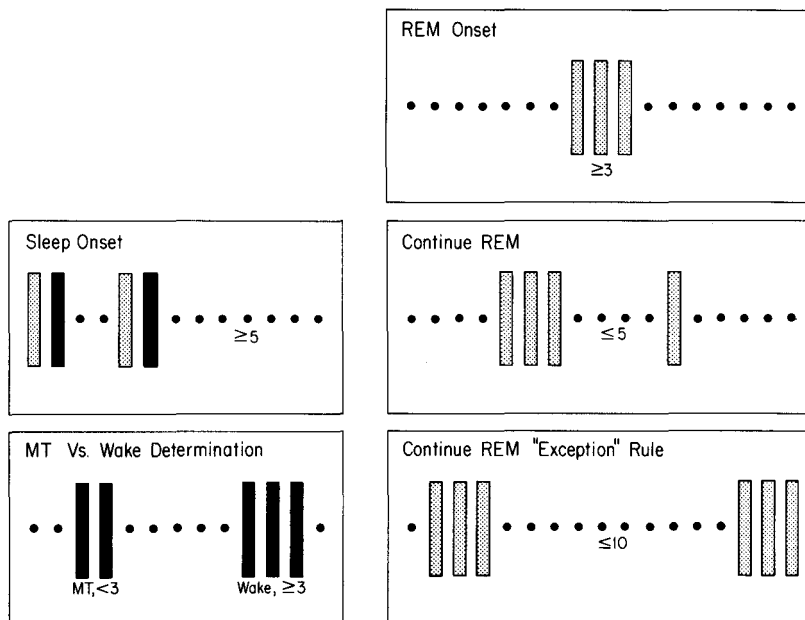 REM Onset
≥3
Sleep Onset
≥5
Continue REM
≤5
MT Vs. Wake Determination
MT, <3
Wake, ≥3
Continue REM "Exception" Rule
≤10